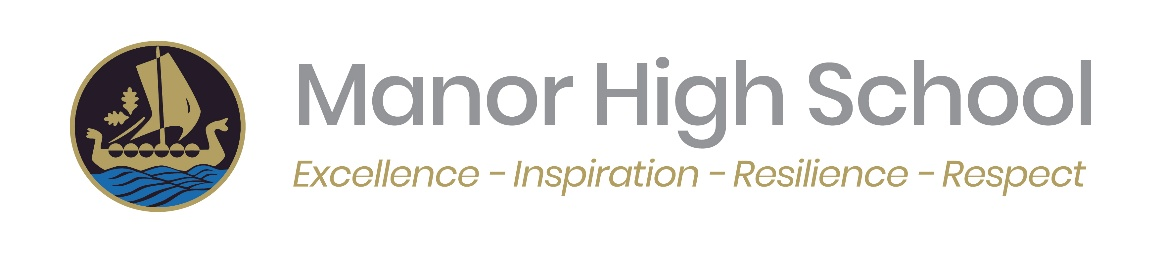 Manor High School
Excellence - Inspiration - Resilience - Respect